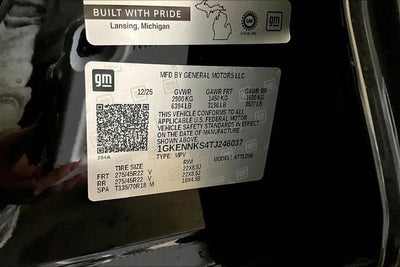 BUILT WITH PRIDE
Lansing, Michigan
gm
gm
MFD BY GENERAL MOTORS LLC
12/25
GVWR GAWR FRT GAWR RR
2900 KG 1450 KG 1600 KG
6394 LB 3196 LB 3527 LB
THIS VEHICLE CONFORMS TO ALL
APPLICABLE U.S. FEDERAL MOTOR
VEHICLE SAFETY STANDARDS IN EFFECT
ON THE DATE OF MANUFACTURE
SHOWN ABOVE.
1GKENNKS4TJ246037
TYPE: MPV
TIRE SIZE RIM
FRT 275/45R22 V 22X8.5J
RR 275/45R22 V 22X8.5J
SPA T135/70R18 M 18X4.5B